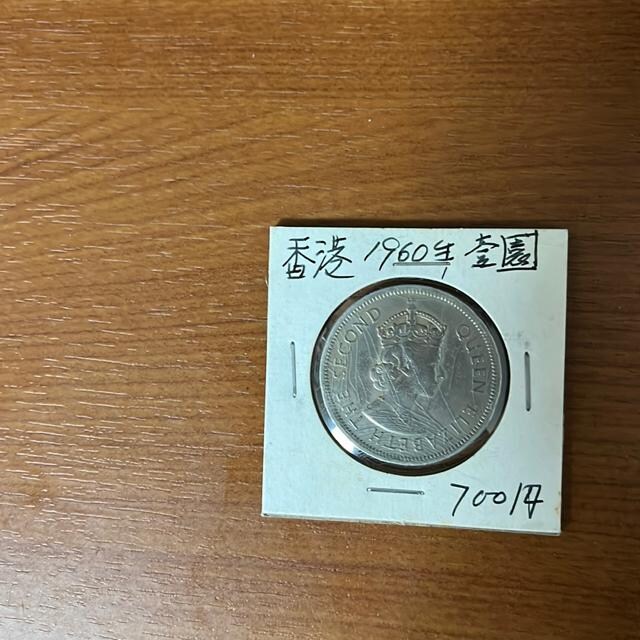 香港 1960年 壹圓
QUEEN ELIZABETH THE SECOND
700円